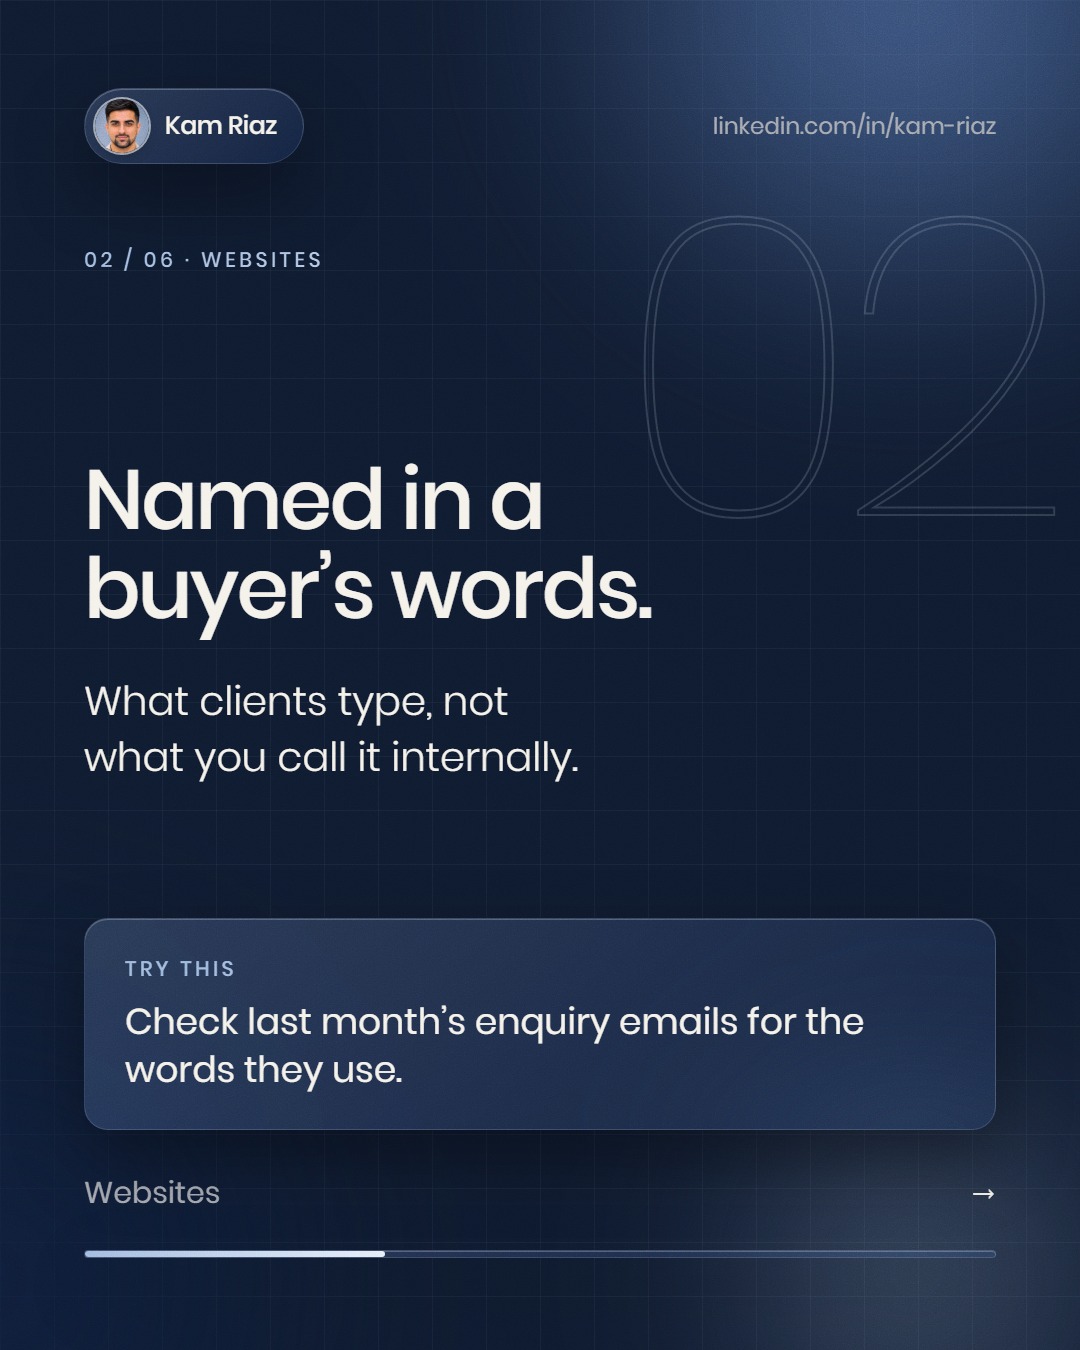 Kam Riaz
linkedin.com/in/kam-riaz
02 / 06 · WEBSITES
02
Named in a
buyer’s words.
What clients type, not
what you call it internally.
TRY THIS
Check last month’s enquiry emails for the
words they use.
Websites
→